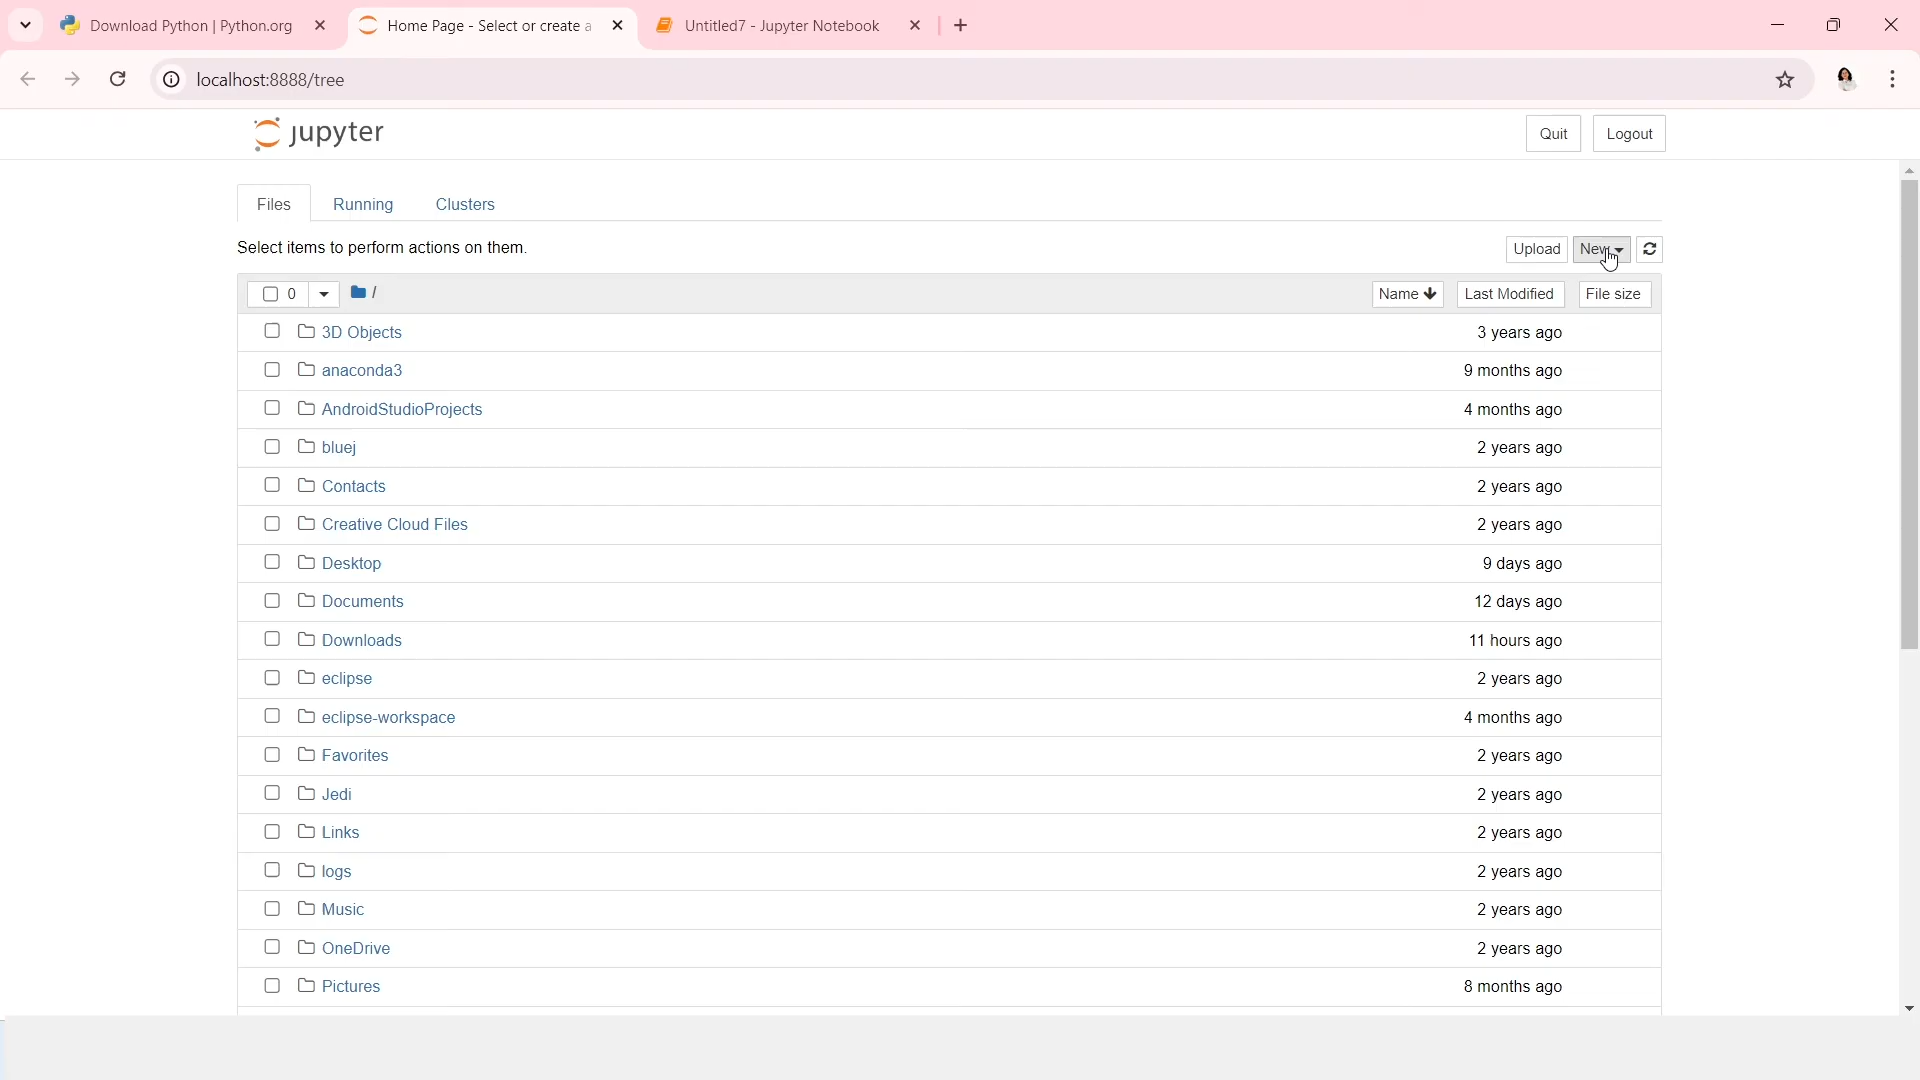 Download Python | Python.org
Home Page - Select or create a
Untitled7 - Jupyter Notebook
localhost:8888/tree
jupyter
Quit
Logout
Files
Running
Clusters
Select items to perform actions on them.
Upload
New
0
/
Name
Last Modified
File size
3D Objects
3 years ago
anaconda3
9 months ago
AndroidStudioProjects
4 months ago
bluej
2 years ago
Contacts
2 years ago
Creative Cloud Files
2 years ago
Desktop
9 days ago
Documents
12 days ago
Downloads
11 hours ago
eclipse
2 years ago
eclipse-workspace
4 months ago
Favorites
2 years ago
Jedi
2 years ago
Links
2 years ago
logs
2 years ago
Music
2 years ago
OneDrive
2 years ago
Pictures
8 months ago